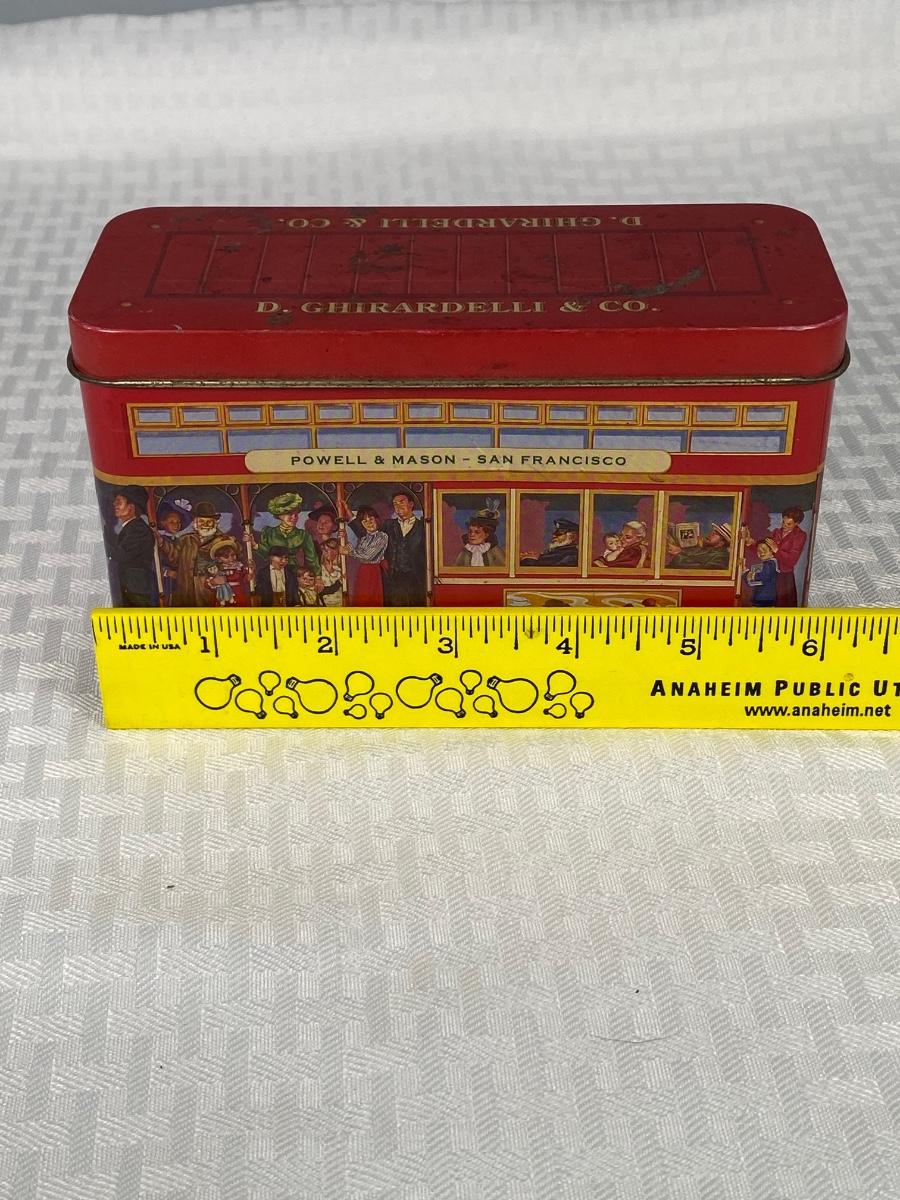 D. GHIRARDELLI & CO.
D. GHIRARDELLI & CO.
POWELL & MASON – SAN FRANCISCO
1 2 3 4 5 6
MADE IN USA
ANAHEIM PUBLIC UT
www.anaheim.net